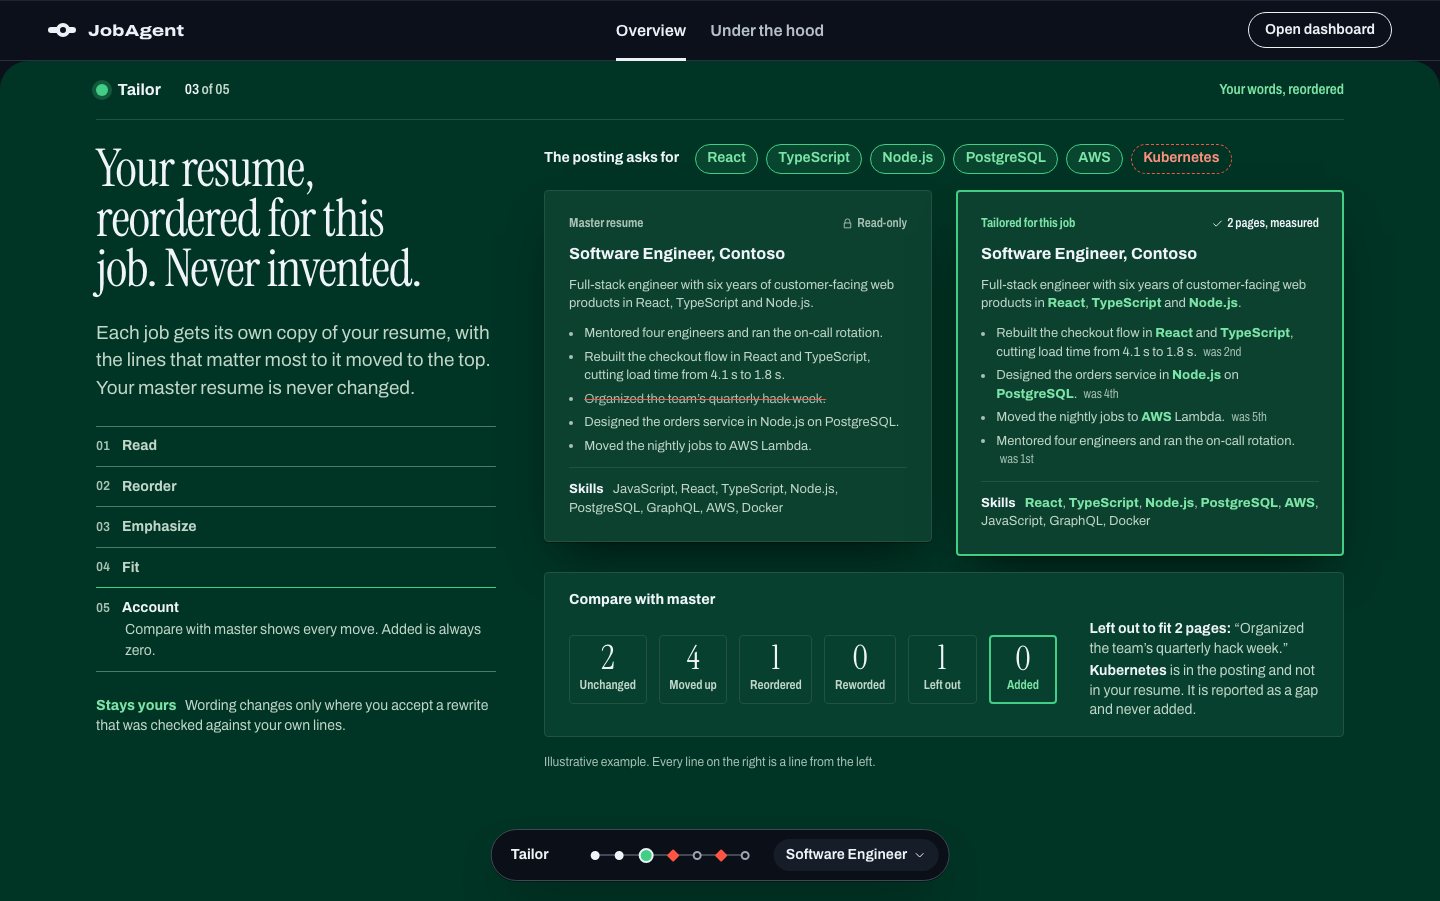 JobAgent
Overview
Under the hood
Open dashboard
Tailor
03 of 05
Your words, reordered
Your resume,
reordered for this
job. Never invented.
Each job gets its own copy of your resume, with
the lines that matter most to it moved to the top.
Your master resume is never changed.
01 Read
02 Reorder
03 Emphasize
04 Fit
05 Account
Compare with master shows every move. Added is always
zero.
Stays yours Wording changes only where you accept a rewrite
that was checked against your own lines.
The posting asks for
React
TypeScript
Node.js
PostgreSQL
AWS
Kubernetes
Master resume
Read-only
Software Engineer, Contoso
Full-stack engineer with six years of customer-facing web
products in React, TypeScript and Node.js.
Mentored four engineers and ran the on-call rotation.
Rebuilt the checkout flow in React and TypeScript,
cutting load time from 4.1 s to 1.8 s.
Organized the team’s quarterly hack week.
Designed the orders service in Node.js on PostgreSQL.
Moved the nightly jobs to AWS Lambda.
Skills JavaScript, React, TypeScript, Node.js,
PostgreSQL, GraphQL, AWS, Docker
Tailored for this job
2 pages, measured
Software Engineer, Contoso
Full-stack engineer with six years of customer-facing web
products in React, TypeScript and Node.js.
Rebuilt the checkout flow in React and TypeScript,
cutting load time from 4.1 s to 1.8 s. was 2nd
Designed the orders service in Node.js on
PostgreSQL. was 4th
Moved the nightly jobs to AWS Lambda. was 5th
Mentored four engineers and ran the on-call rotation.
was 1st
Skills React, TypeScript, Node.js, PostgreSQL, AWS,
JavaScript, GraphQL, Docker
Compare with master
2
Unchanged
4
Moved up
1
Reordered
0
Reworded
1
Left out
0
Added
Left out to fit 2 pages: “Organized
the team’s quarterly hack week.”
Kubernetes is in the posting and not
in your resume. It is reported as a gap
and never added.
Illustrative example. Every line on the right is a line from the left.
Tailor
Software Engineer